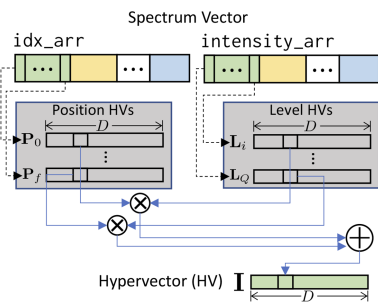 Spectrum Vector
idx_arr
intensity_arr
... ... ... ...
Position HVs
Level HVs
D
D
P0
Li
...
...
Pf
LQ
Hypervector (HV)
I
D